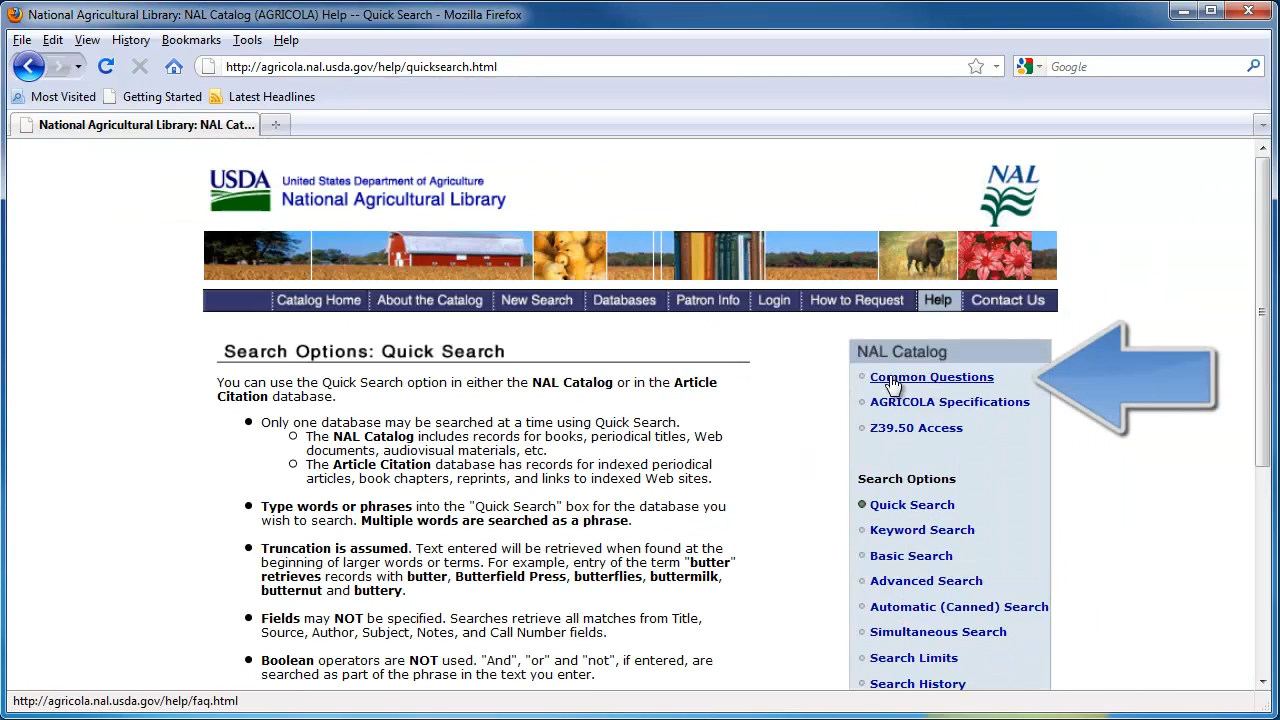 National Agricultural Library: NAL Catalog (AGRICOLA) Help -- Quick Search - Mozilla Firefox
File Edit View History Bookmarks Tools Help
http://agricola.nal.usda.gov/help/quicksearch.html
Google
Most Visited Getting Started Latest Headlines
National Agricultural Library: NAL Cat...
USDA United States Department of Agriculture
National Agricultural Library
NAL
Catalog Home About the Catalog New Search Databases Patron Info Login How to Request Help Contact Us
Search Options: Quick Search
You can use the Quick Search option in either the NAL Catalog or in the Article
Citation database.
Only one database may be searched at a time using Quick Search.
The NAL Catalog includes records for books, periodical titles, Web
documents, audiovisual materials, etc.
The Article Citation database has records for indexed periodical
articles, book chapters, reprints, and links to indexed Web sites.
Type words or phrases into the "Quick Search" box for the database you
wish to search. Multiple words are searched as a phrase.
Truncation is assumed. Text entered will be retrieved when found at the
beginning of larger words or terms. For example, entry of the term "butter"
retrieves records with butter, Butterfield Press, butterflies, buttermilk,
butternut and buttery.
Fields may NOT be specified. Searches retrieve all matches from Title,
Source, Author, Subject, Notes, and Call Number fields.
Boolean operators are NOT used. "And", "or" and "not", if entered, are
searched as part of the phrase in the text you enter.
NAL Catalog
Common Questions
AGRICOLA Specifications
Z39.50 Access
Search Options
Quick Search
Keyword Search
Basic Search
Advanced Search
Automatic (Canned) Search
Simultaneous Search
Search Limits
Search History
http://agricola.nal.usda.gov/help/faq.html